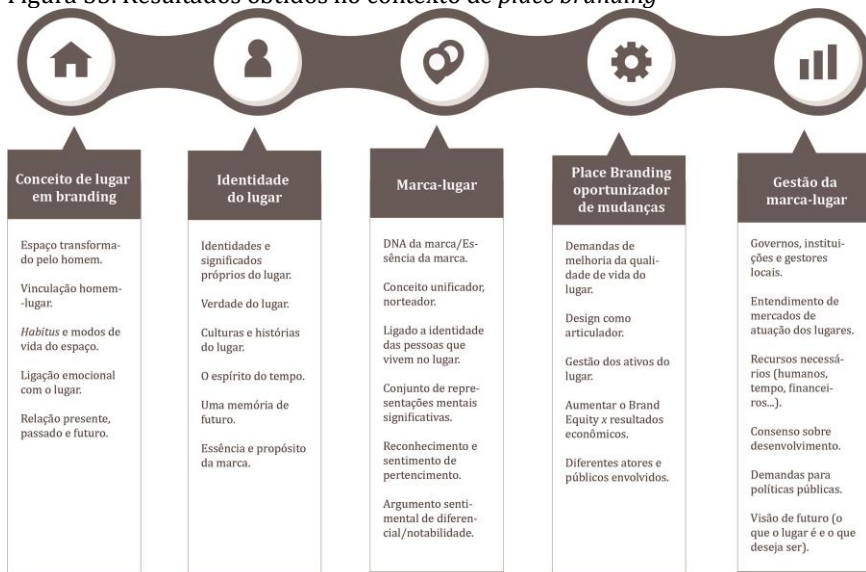 Figura 35. Resultados obtidos no contexto de place branding
Conceito de lugar
em branding
Espaço transforma-
do pelo homem.
Vinculação homem-
-lugar.
Habitus e modos de
vida do espaço.
Ligação emocional
com o lugar.
Relação presente,
passado e futuro.
Identidade
do lugar
Identidades e
significados
próprios do lugar.
Verdade do lugar.
Culturas e histórias
do lugar.
O espírito do tempo.
Uma memória de
futuro.
Essência e propósito
da marca.
Marca-lugar
DNA da marca/Es-
sência da marca.
Conceito unificador,
norteador.
Ligado a identidade
das pessoas que
vivem no lugar.
Conjunto de repre-
sentações mentais
significativas.
Reconhecimento e
sentimento de
pertencimento.
Argumento senti-
mental de diferen-
cial/notabilidade.
Place Branding
oportunizador
de mudanças
Demandas de
melhoria da quali-
dade de vida do
lugar.
Design como
articulador.
Gestão dos ativos do
lugar.
Aumentar o Brand
Equity x resultados
econômicos.
Diferentes atores e
públicos envolvidos.
Gestão da
marca-lugar
Governos, institui-
ções e gestores
locais.
Entendimento de
mercados de
atuação dos lugares.
Recursos necessá-
rios (humanos,
tempo, financei-
ros...).
Consenso sobre
desenvolvimento.
Demandas para
políticas públicas.
Visão de futuro (o
que o lugar é e o que
deseja ser).